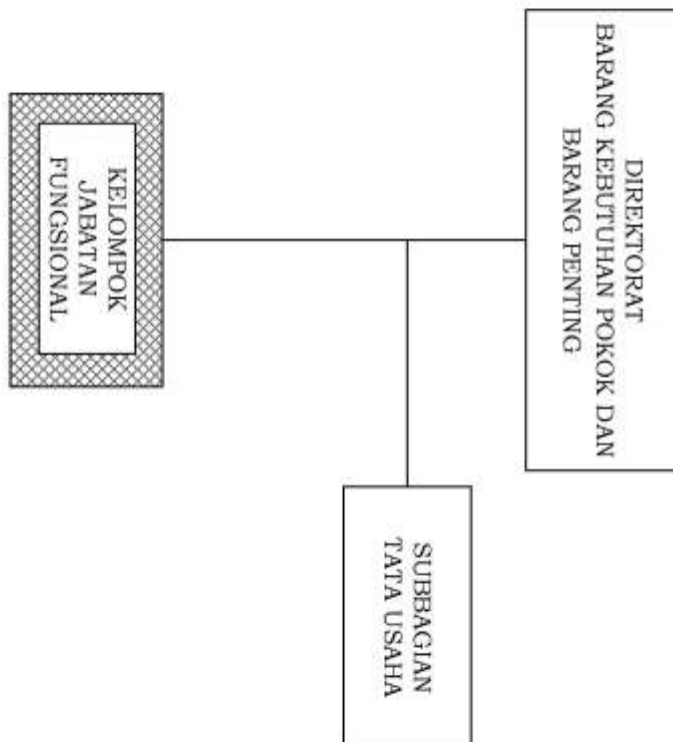 DIREKTORAT
BARANG KEBUTUHAN POKOK DAN
BARANG PENTING
SUBBAGIAN
TATA USAHA
KELOMPOK
JABATAN
FUNGSIONAL